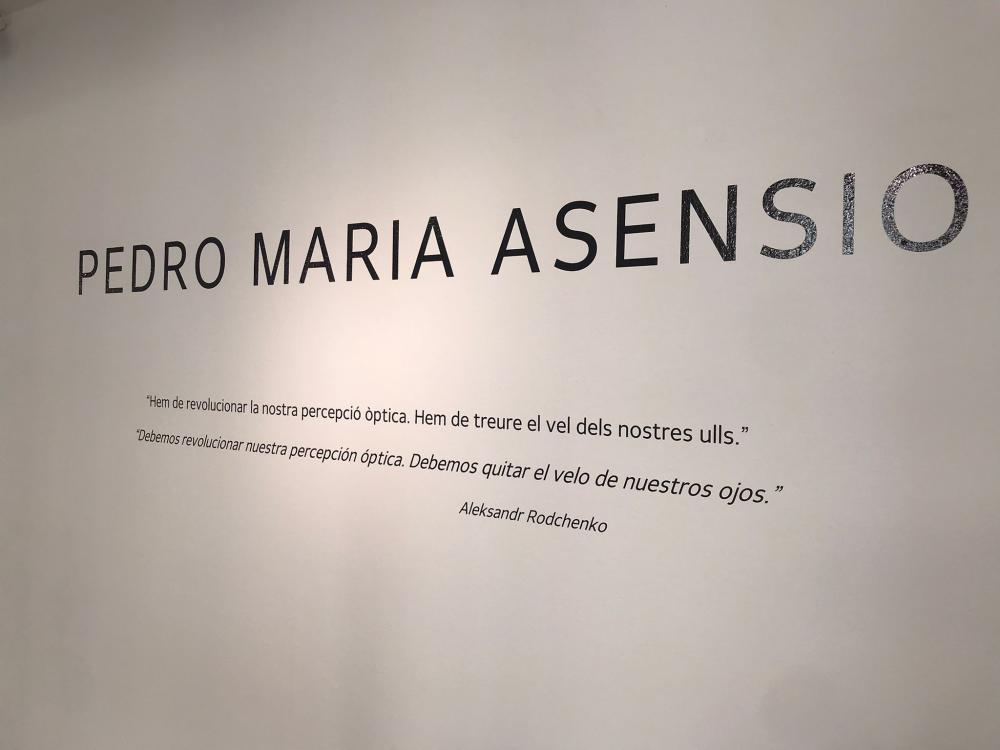 PEDRO MARIA ASENSIO
“Hem de revolucionar la nostra percepció òptica. Hem de treure el vel dels nostres ulls.”
“Debemos revolucionar nuestra percepción óptica. Debemos quitar el velo de nuestros ojos.”
Aleksandr Rodchenko